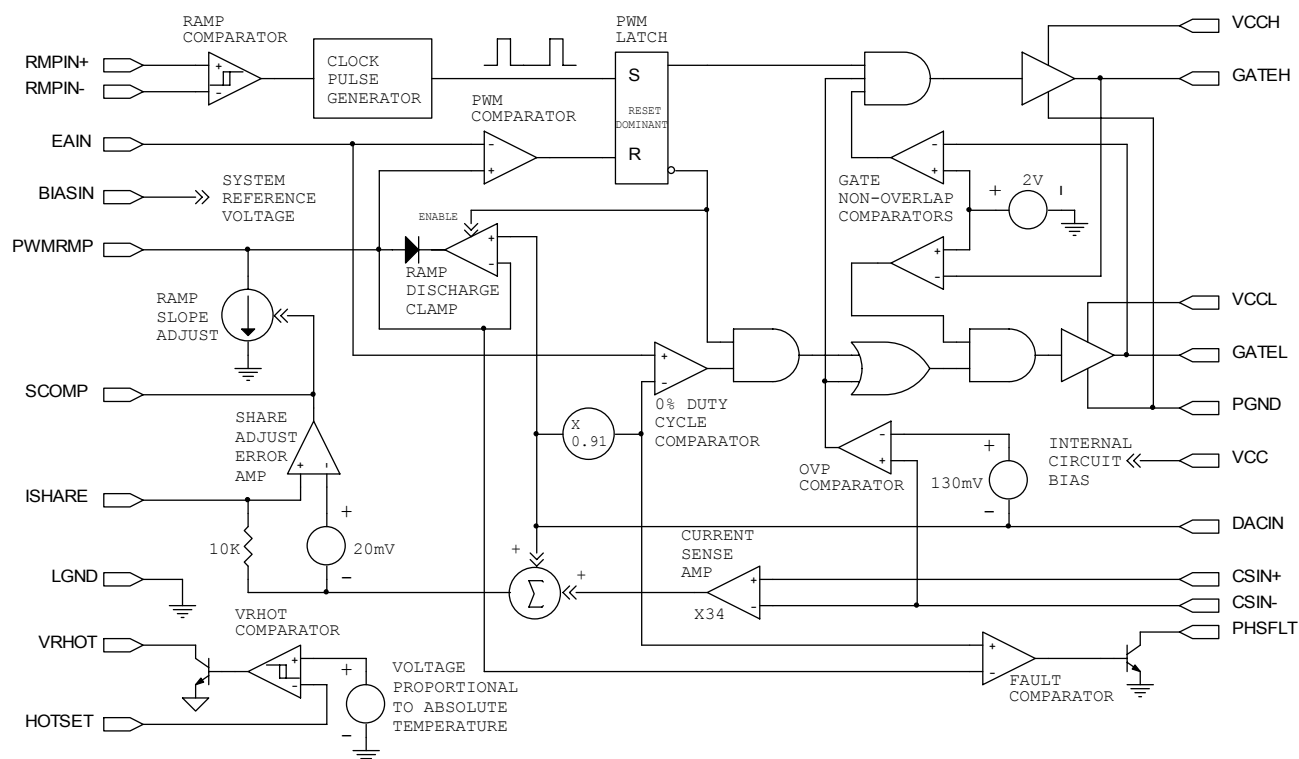 RAMP
COMPARATOR
PWM
LATCH
VCCH
RMPIN+
RMPIN-
+
-
CLOCK
PULSE
GENERATOR
S
RESET
DOMINANT
R
GATEH
PWM
COMPARATOR
EAIN
-
+
-
+
BIASIN
SYSTEM
REFERENCE
VOLTAGE
GATE
NON-OVERLAP
COMPARATORS
+
2V
-
PWMRMP
ENABLE
+
-
RAMP
DISCHARGE
CLAMP
+
-
RAMP
SLOPE
ADJUST
VCCL
GATEL
SCOMP
+
-
0% DUTY
CYCLE
COMPARATOR
PGND
SHARE
ADJUST
ERROR
AMP
+
-
X
0.91
-
+
OVP
COMPARATOR
+
130mV
-
INTERNAL
CIRCUIT
BIAS
VCC
ISHARE
10K
+
20mV
-
DACIN
CURRENT
SENSE
AMP
+
Σ
+
X34
+
-
CSIN+
CSIN-
LGND
VRHOT
COMPARATOR
VRHOT
+
-
+
-
VOLTAGE
PROPORTIONAL
TO ABSOLUTE
TEMPERATURE
HOTSET
+
-
FAULT
COMPARATOR
PHSFLT